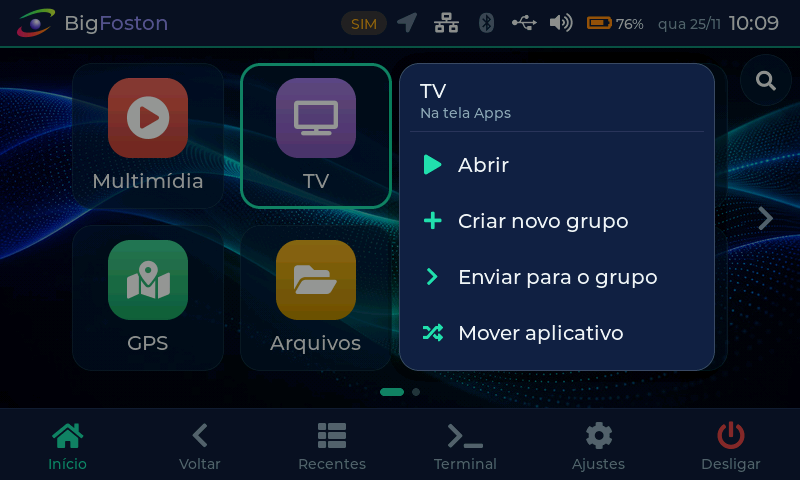 BigFoston
SIM
76%
qua 25/11
10:09
Multimídia
TV
GPS
Arquivos
TV
Na tela Apps
Abrir
Criar novo grupo
Enviar para o grupo
Mover aplicativo
Início
Voltar
Recentes
Terminal
Ajustes
Desligar